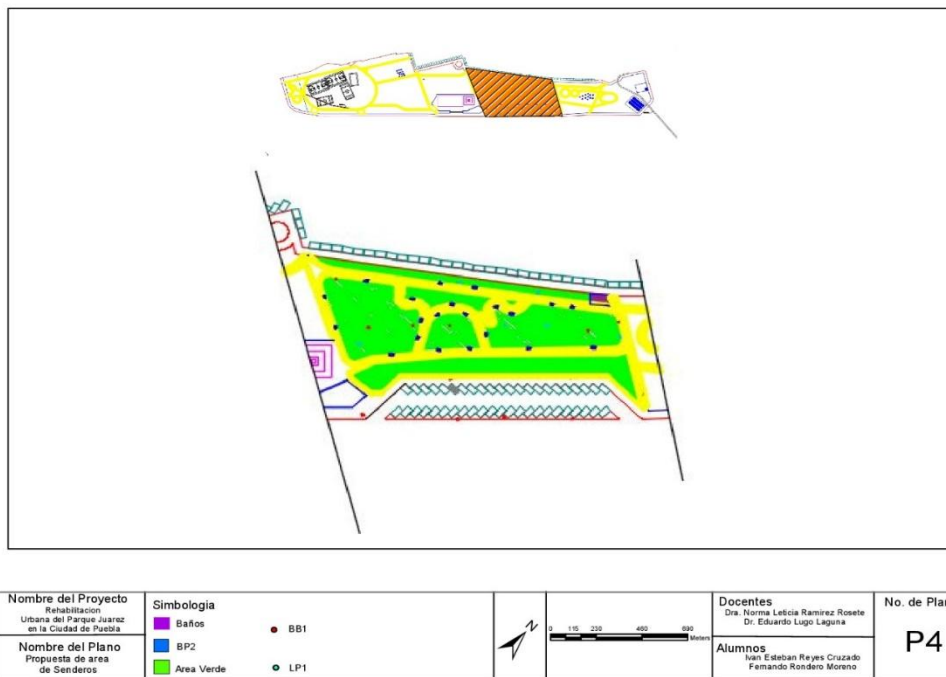 Nombre del Proyecto
Rehabilitacion
Urbana del Parque Juarez
en la Ciudad de Puebla
Nombre del Plano
Propuesta de area
de Senderos
Simbologia
Baños
BP2
Area Verde
BB1
LP1
N
0 115 230 460 690
Meters
Docentes
Dra. Norma Leticia Ramirez Rosete
Dr. Eduardo Lugo Laguna
Alumnos
Ivan Esteban Reyes Cruzado
Fernando Rondero Moreno
No. de Plan
P4